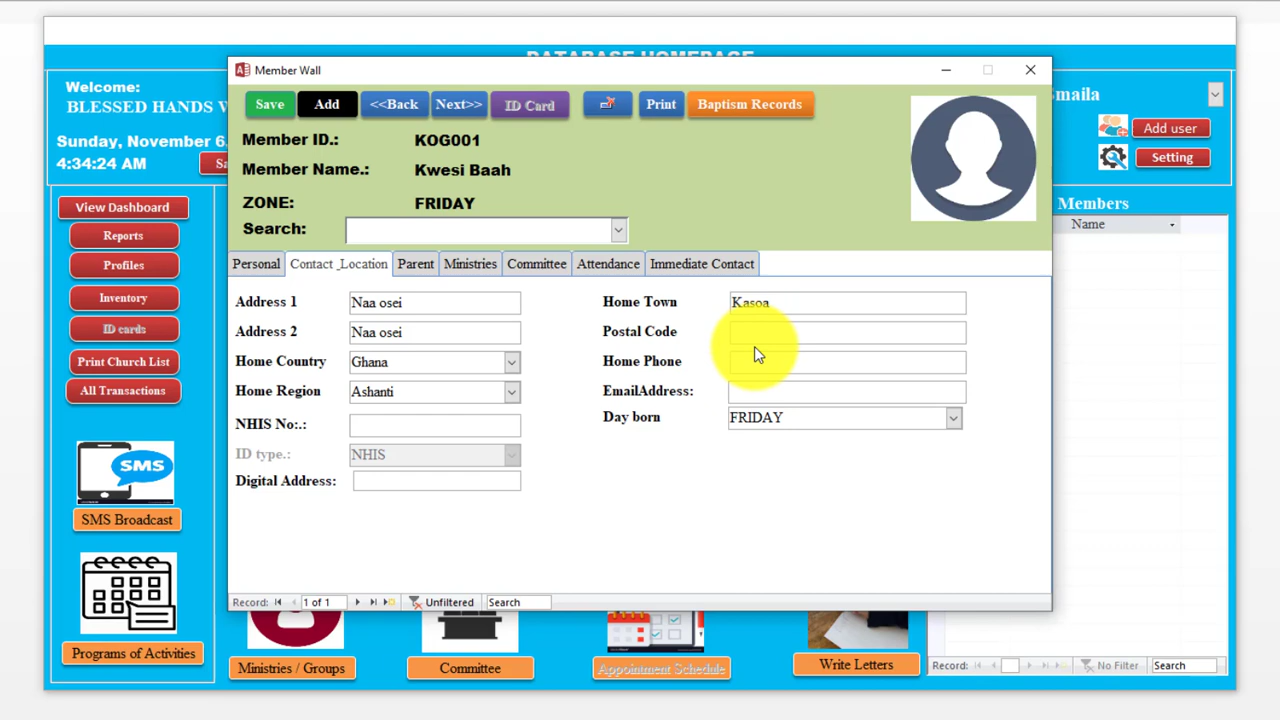 Member Wall
Welcome:
BLESSED HANDS
Sunday, November 6,
4:34:24 AM
Add user
Setting
Save
Add
<<Back
Next>>
ID Card
Print
Baptism Records
Member ID.:
KOG001
Member Name.:
Kwesi Baah
ZONE:
FRIDAY
Search:
View Dashboard
Reports
Profiles
Inventory
ID cards
Print Church List
All Transactions
SMS
SMS Broadcast
Programs of Activities
Members
Name
Personal
Contact _Location
Parent
Ministries
Committee
Attendance
Immediate Contact
Address 1
Naa osei
Home Town
Kasoa
Address 2
Naa osei
Postal Code
Home Country
Ghana
Home Phone
Home Region
Ashanti
EmailAddress:
NHIS No:.:
Day born
FRIDAY
ID type.:
NHIS
Digital Address:
Record:
1 of 1
Unfiltered
Search
Ministries / Groups
Committee
Appointment Schedule
Write Letters
Record:
No Filter
Search